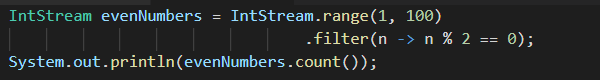 IntStream evenNumbers = IntStream.range(1, 100)
.filter(n -> n % 2 == 0);
System.out.println(evenNumbers.count());